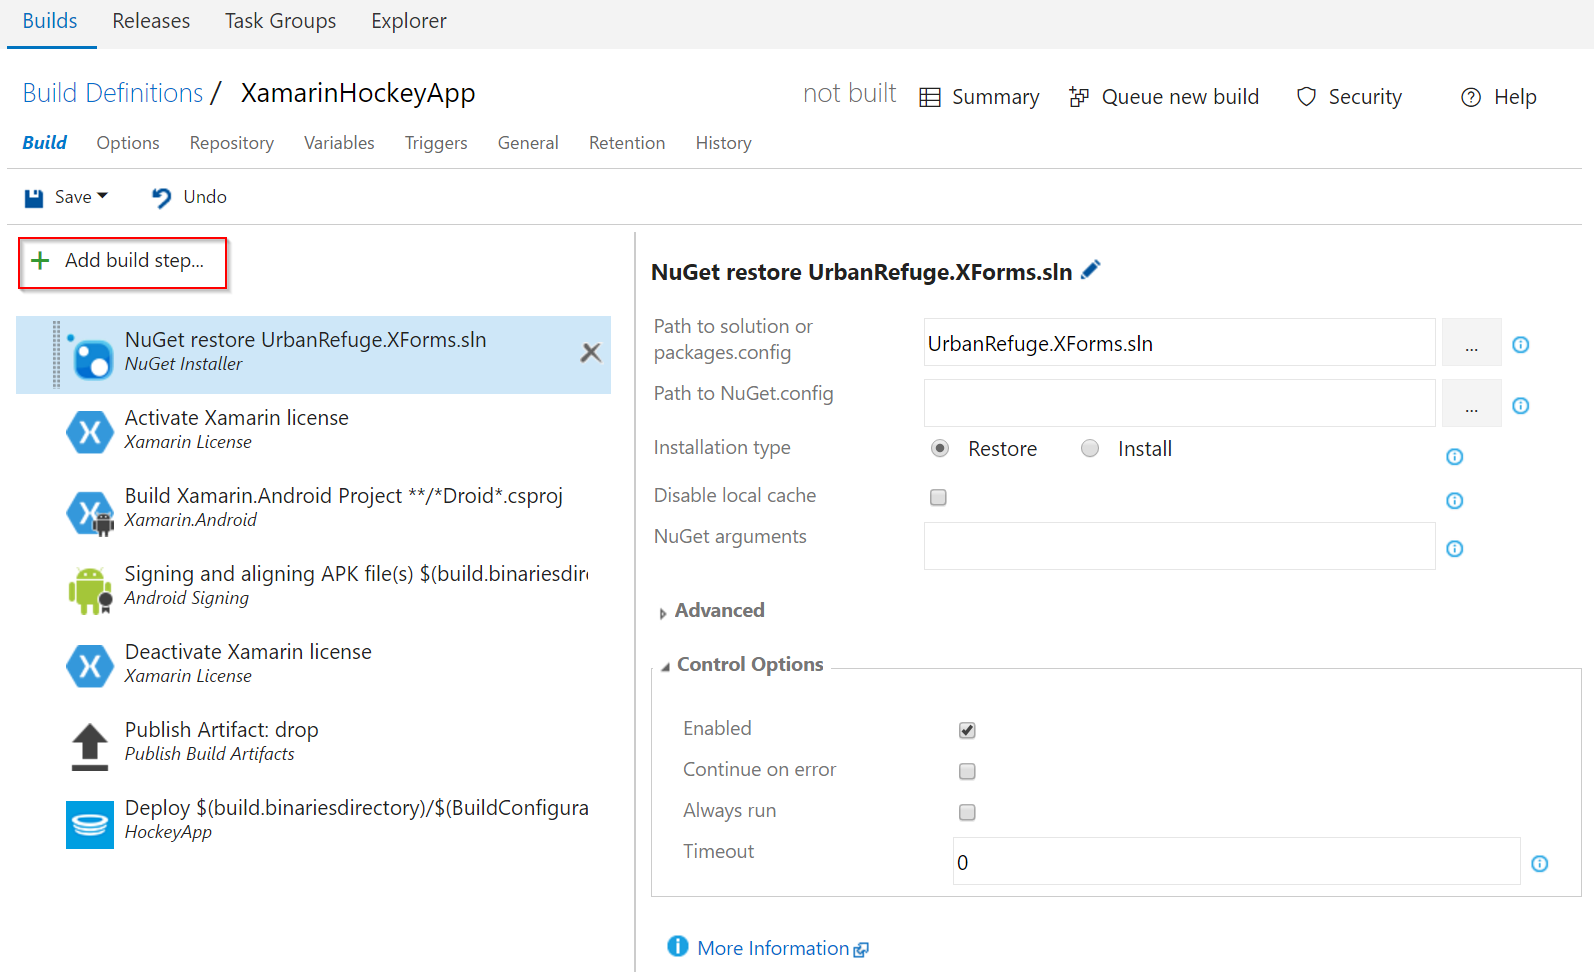 Builds Releases Task Groups Explorer
Build Definitions / XamarinHockeyApp
not built Summary Queue new build Security Help
Build Options Repository Variables Triggers General Retention History
Save Undo
Add build step...
NuGet restore UrbanRefuge.XForms.sln
NuGet Installer
Activate Xamarin license
Xamarin License
Build Xamarin.Android Project **/*Droid*.csproj
Xamarin.Android
Signing and aligning APK file(s) $(build.binariesdir
Android Signing
Deactivate Xamarin license
Xamarin License
Publish Artifact: drop
Publish Build Artifacts
Deploy $(build.binariesdirectory)/$(BuildConfigura
HockeyApp
NuGet restore UrbanRefuge.XForms.sln
Path to solution or
packages.config
UrbanRefuge.XForms.sln ...
Path to NuGet.config ...
Installation type Restore Install
Disable local cache
NuGet arguments
Advanced
Control Options
Enabled
Continue on error
Always run
Timeout 0
More Information